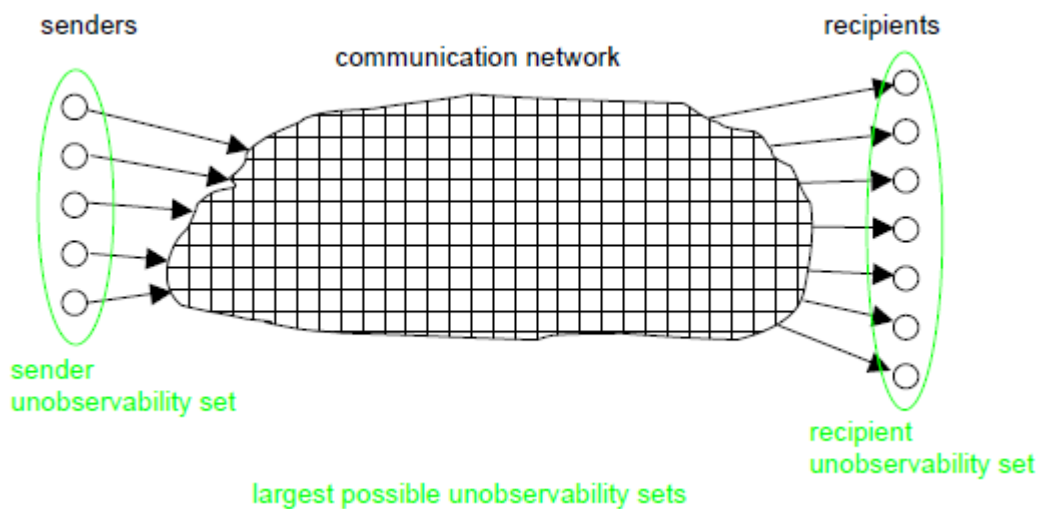 senders
recipients
communication network
sender
unobservability set
recipient
unobservability set
largest possible unobservability sets